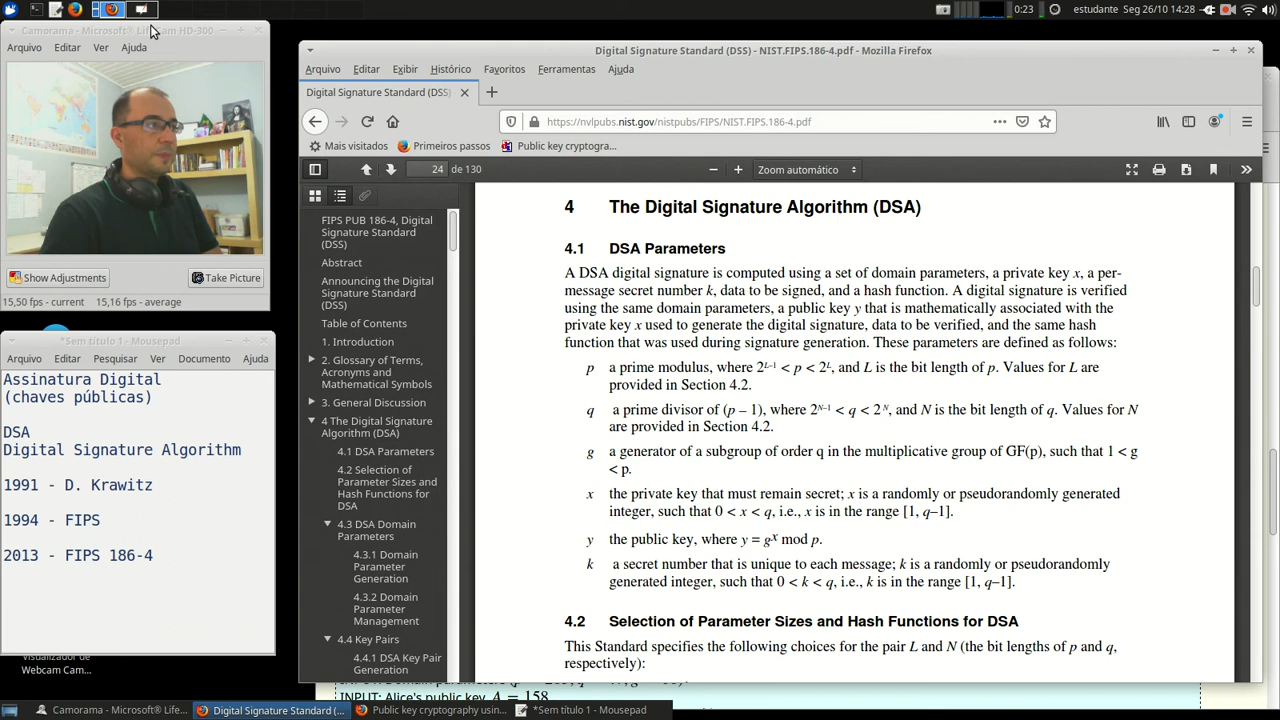 0:23
estudante
Seg 26/10 14:28
Camorama - Microsoft® LifeCam HD-300
Arquivo Editar Ver Ajuda
Show Adjustments
Take Picture
15,50 fps - current
15,16 fps - average
*Sem título 1 - Mousepad
Arquivo Editar Pesquisar Ver Documento Ajuda
Assinatura Digital
(chaves públicas)
DSA
Digital Signature Algorithm
1991 - D. Krawitz
1994 - FIPS
2013 - FIPS 186-4
Visualizador de
Webcam Cam...
Digital Signature Standard (DSS) - NIST.FIPS.186-4.pdf - Mozilla Firefox
Arquivo Editar Exibir Histórico Favoritos Ferramentas Ajuda
Digital Signature Standard (DSS)
https://nvlpubs.nist.gov/nistpubs/FIPS/NIST.FIPS.186-4.pdf
Mais visitados Primeiros passos Public key cryptogra...
24 de 130
Zoom automático
FIPS PUB 186-4, Digital
Signature Standard
(DSS)
Abstract
Announcing the Digital
Signature Standard
(DSS)
Table of Contents
1. Introduction
2. Glossary of Terms,
Acronyms and
Mathematical Symbols
3. General Discussion
4 The Digital Signature
Algorithm (DSA)
4.1 DSA Parameters
4.2 Selection of
Parameter Sizes and
Hash Functions for
DSA
4.3 DSA Domain
Parameters
4.3.1 Domain
Parameter
Generation
4.3.2 Domain
Parameter
Management
4.4 Key Pairs
4.4.1 DSA Key Pair
Generation
4 The Digital Signature Algorithm (DSA)
4.1 DSA Parameters
A DSA digital signature is computed using a set of domain parameters, a private key x, a per-
message secret number k, data to be signed, and a hash function. A digital signature is verified
using the same domain parameters, a public key y that is mathematically associated with the
private key x used to generate the digital signature, data to be verified, and the same hash
function that was used during signature generation. These parameters are defined as follows:
p a prime modulus, where 2^L–1 < p < 2^L, and L is the bit length of p. Values for L are
provided in Section 4.2.
q a prime divisor of (p – 1), where 2^N–1 < q < 2^N, and N is the bit length of q. Values for N
are provided in Section 4.2.
g a generator of a subgroup of order q in the multiplicative group of GF(p), such that 1 < g
< p.
x the private key that must remain secret; x is a randomly or pseudorandomly generated
integer, such that 0 < x < q, i.e., x is in the range [1, q–1].
y the public key, where y = g^x mod p.
k a secret number that is unique to each message; k is a randomly or pseudorandomly
generated integer, such that 0 < k < q, i.e., k is in the range [1, q–1].
4.2 Selection of Parameter Sizes and Hash Functions for DSA
This Standard specifies the following choices for the pair L and N (the bit lengths of p and q,
respectively):
INPUT: Alice's public key A = 158
Camorama - Microsoft® Life... Digital Signature Standard (... Public key cryptography usin... *Sem título 1 - Mousepad